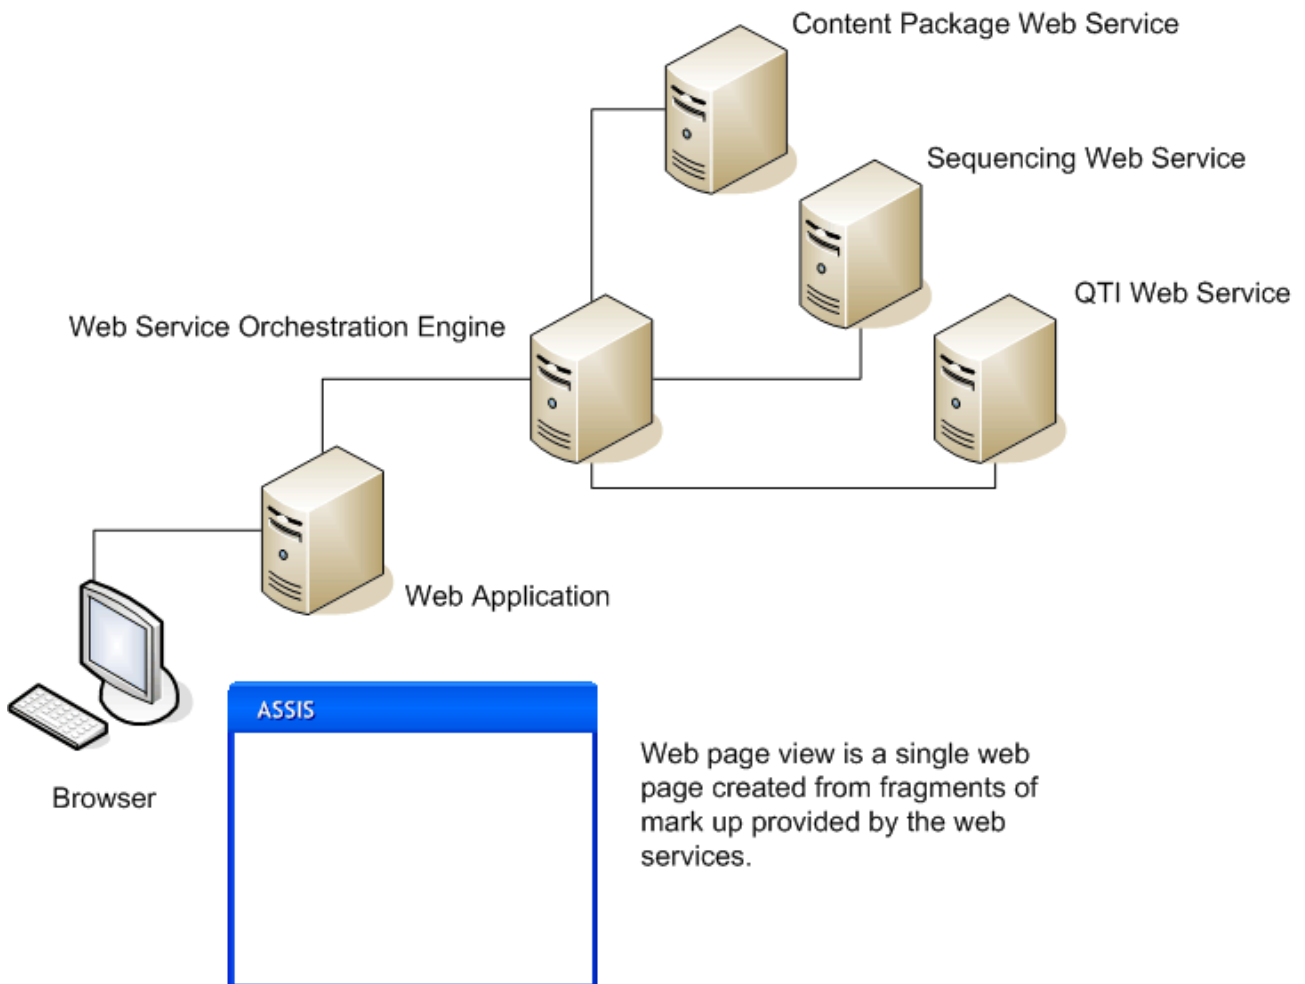 Content Package Web Service
Sequencing Web Service
QTI Web Service
Web Service Orchestration Engine
Web Application
Browser
ASSIS
Web page view is a single web
page created from fragments of
mark up provided by the web
services.